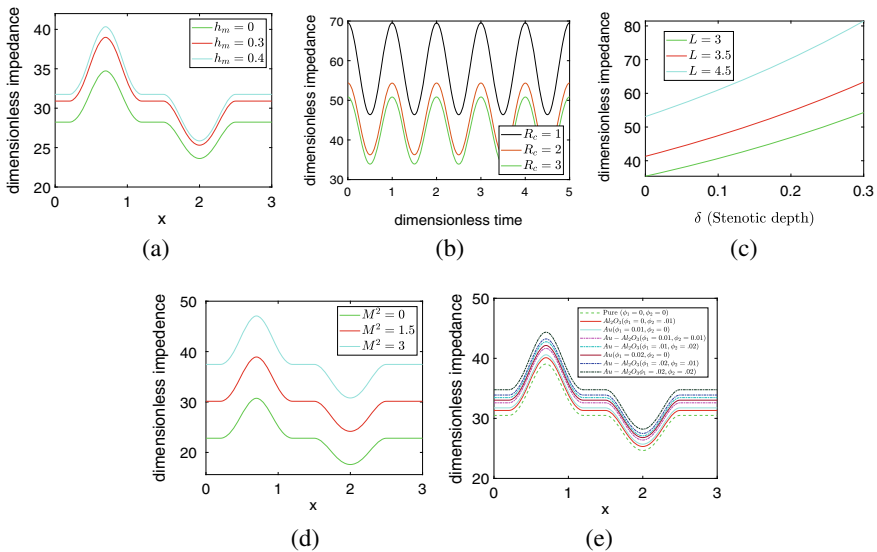 dimensionless impedance
40
35
30
25
20
0
1
2
3
x
h_m = 0
h_m = 0.3
h_m = 0.4
(a)
dimensionless impedance
70
60
50
40
30
0
1
2
3
4
5
dimensionless time
R_c = 1
R_c = 2
R_c = 3
(b)
dimensionless impedance
80
70
60
50
40
0
0.1
0.2
0.3
δ (Stenotic depth)
L = 3
L = 3.5
L = 4.5
(c)
dimensionless impedance
50
40
30
20
0
1
2
3
x
M² = 0
M² = 1.5
M² = 3
(d)
dimensionless impedance
50
40
30
20
0
1
2
3
x
Pure (ϕ₁ = 0, ϕ₂ = 0)
Al₂O₃(ϕ₁ = 0, ϕ₂ = .01)
Au(ϕ₁ = 0.01, ϕ₂ = 0)
Au − Al₂O₃(ϕ₁ = 0.01, ϕ₂ = 0.01)
Au − Al₂O₃(ϕ₁ = .01, ϕ₂ = .02)
Au(ϕ₁ = 0.02, ϕ₂ = 0)
Au − Al₂O₃(ϕ₁ = .02, ϕ₂ = .01)
Au − Al₂O₃ϕ₁ = .02, ϕ₂ = .02)
(e)